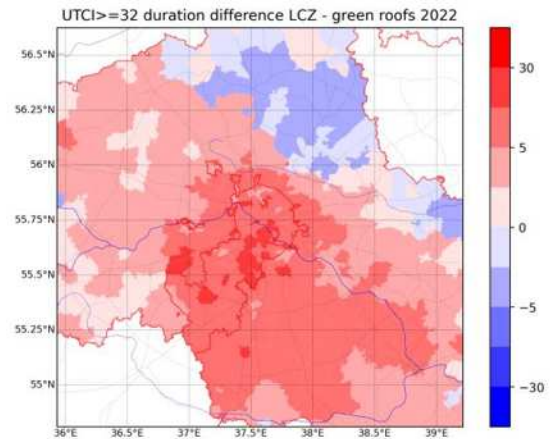 UTCI>=32 duration difference LCZ - green roofs 2022
56.5°N
56.25°N
56°N
55.75°N
55.5°N
55.25°N
55°N
36°E
36.5°E
37°E
37.5°E
38°E
38.5°E
39°E
30
5
0
−5
−30